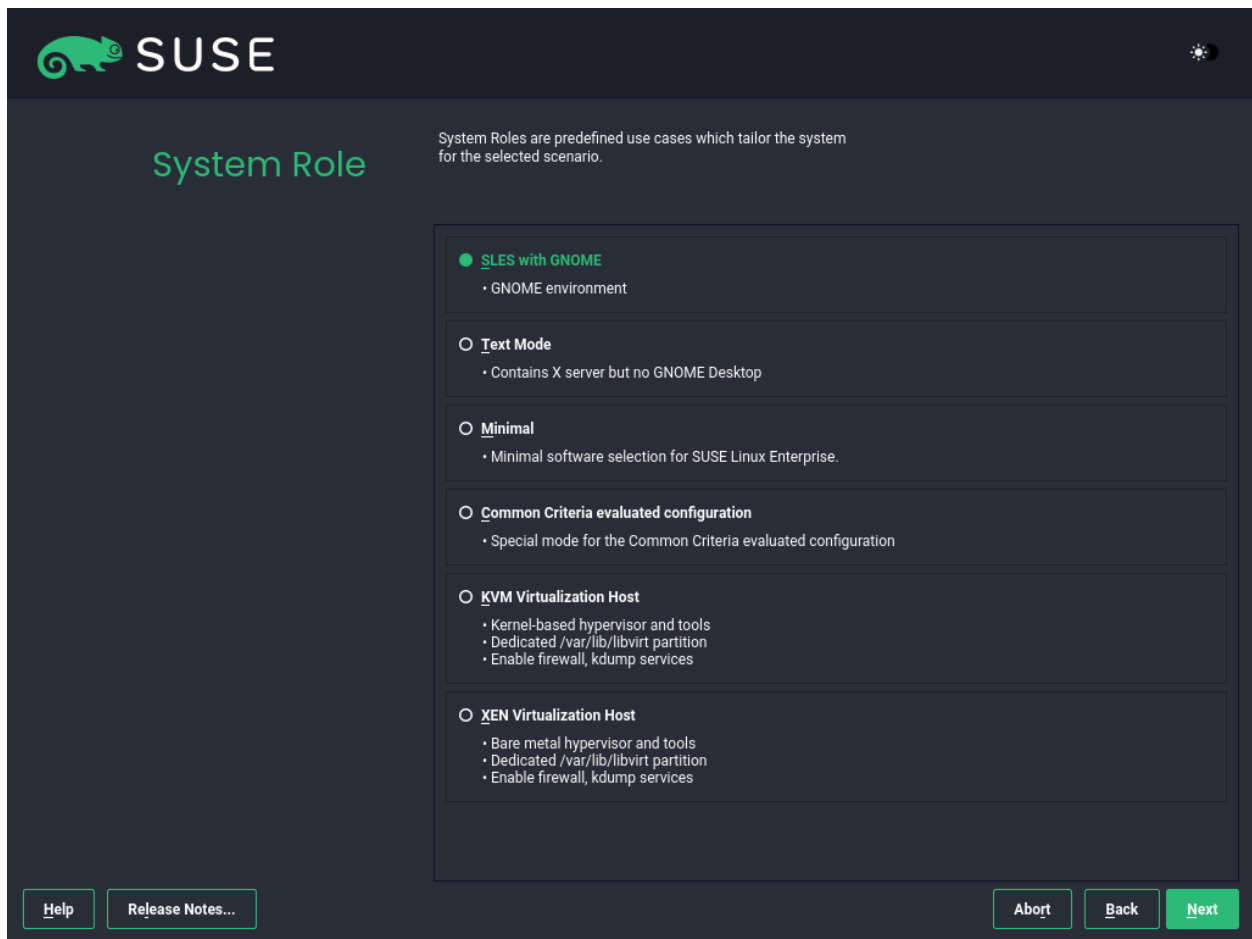 SUSE
System Role
System Roles are predefined use cases which tailor the system
for the selected scenario.
SLES with GNOME
• GNOME environment
Text Mode
• Contains X server but no GNOME Desktop
Minimal
• Minimal software selection for SUSE Linux Enterprise.
Common Criteria evaluated configuration
• Special mode for the Common Criteria evaluated configuration
KVM Virtualization Host
• Kernel-based hypervisor and tools
• Dedicated /var/lib/libvirt partition
• Enable firewall, kdump services
XEN Virtualization Host
• Bare metal hypervisor and tools
• Dedicated /var/lib/libvirt partition
• Enable firewall, kdump services
Help Release Notes... Abort Back Next